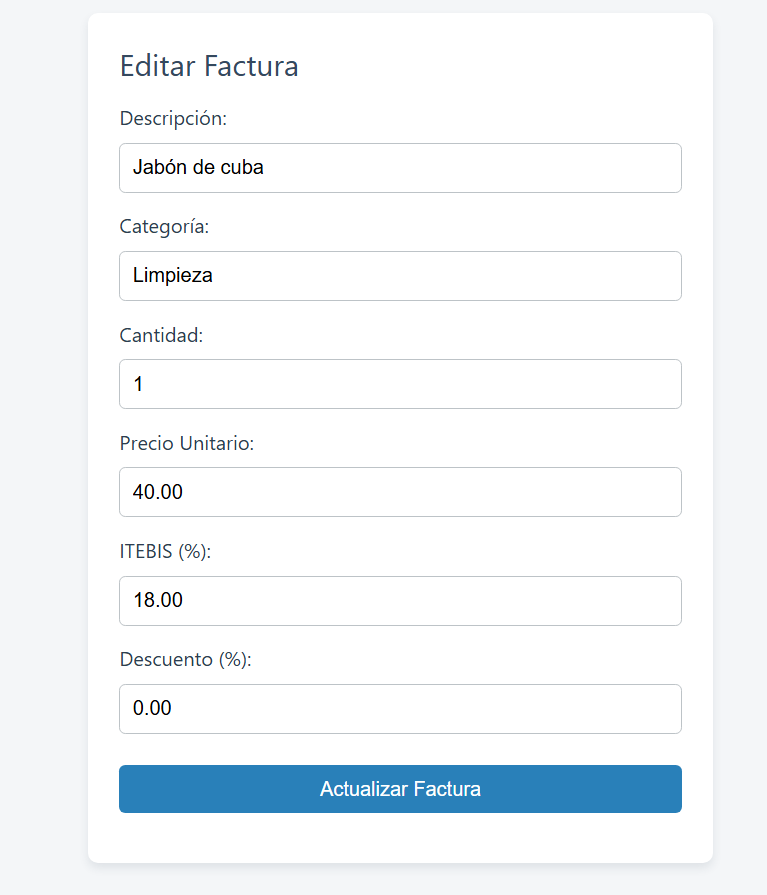 Editar Factura
Descripción:
Jabón de cuba
Categoría:
Limpieza
Cantidad:
1
Precio Unitario:
40.00
ITEBIS (%):
18.00
Descuento (%):
0.00
Actualizar Factura